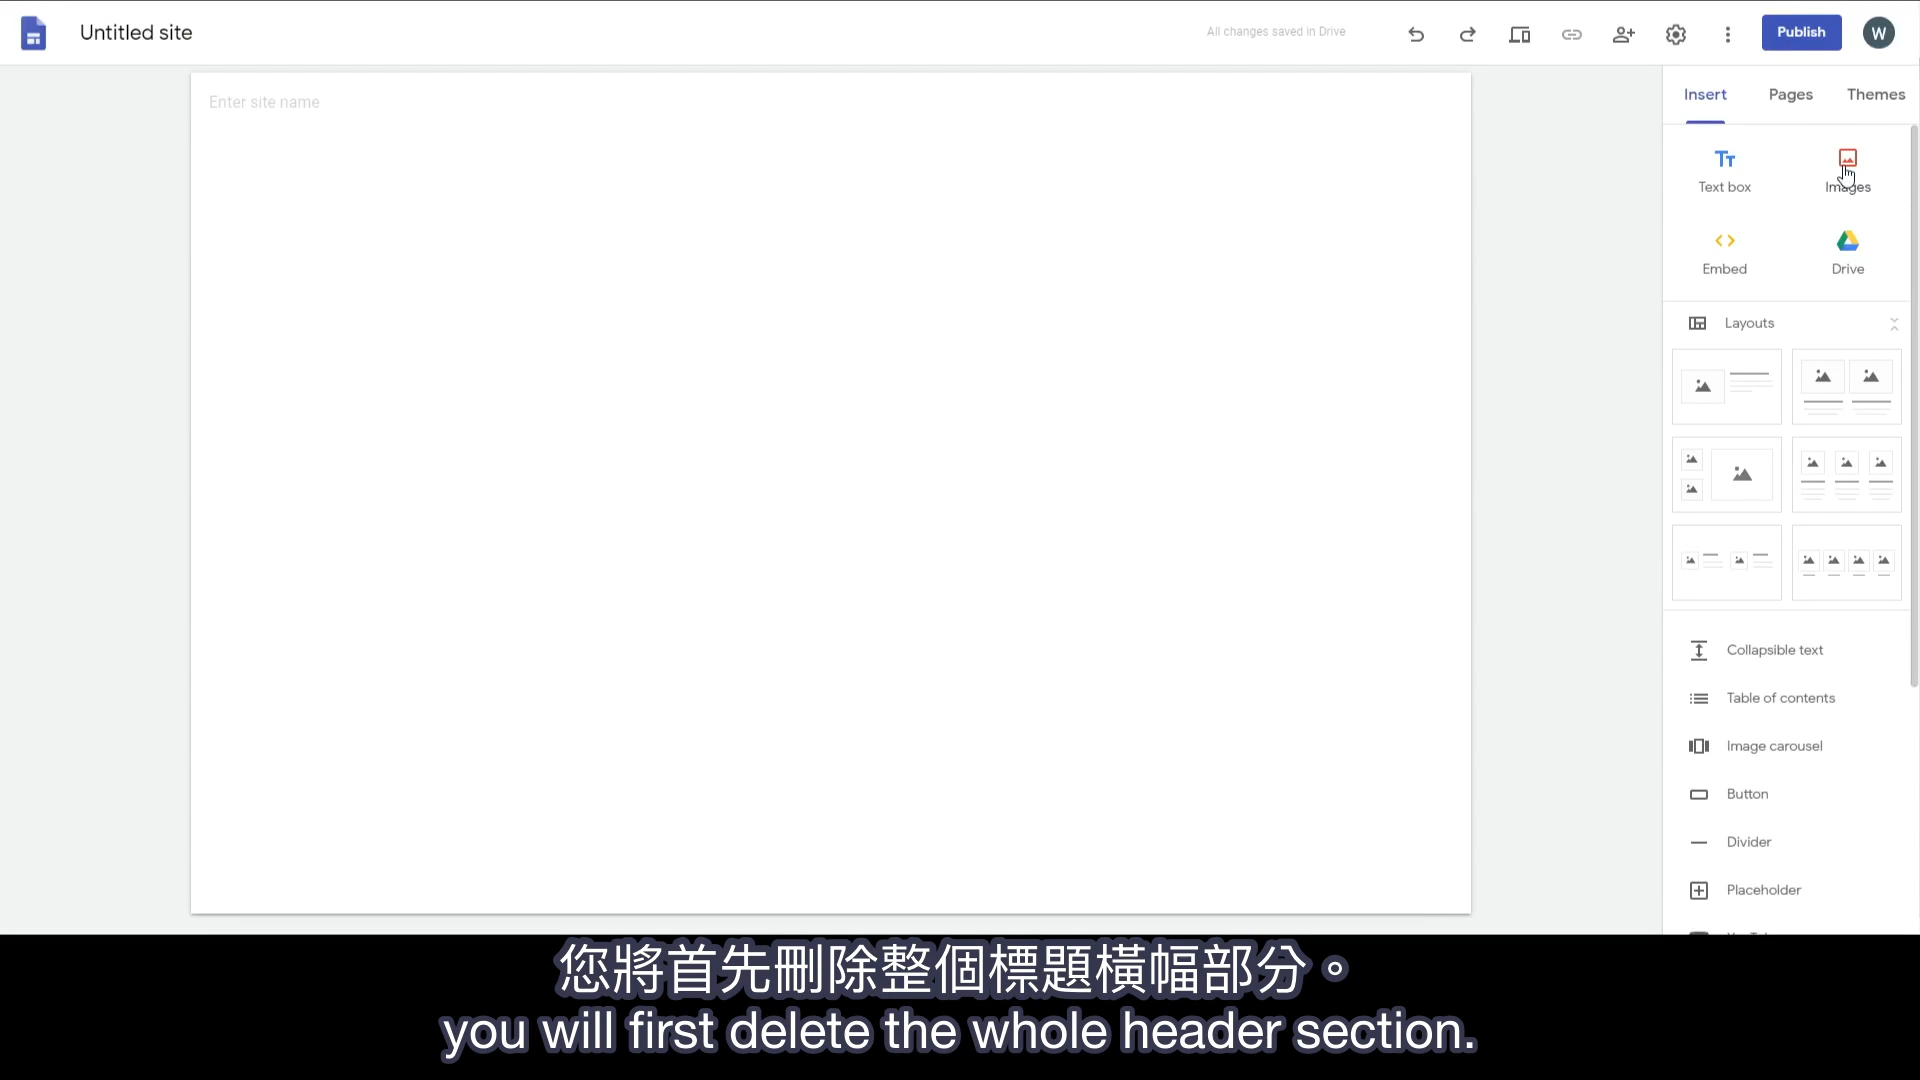 Untitled site
All changes saved in Drive
Publish
W
Enter site name
Insert Pages Themes
Text box Images
Embed Drive
Layouts
Collapsible text
Table of contents
Image carousel
Button
Divider
Placeholder
您將首先刪除整個標題橫幅部分。
you will first delete the whole header section.